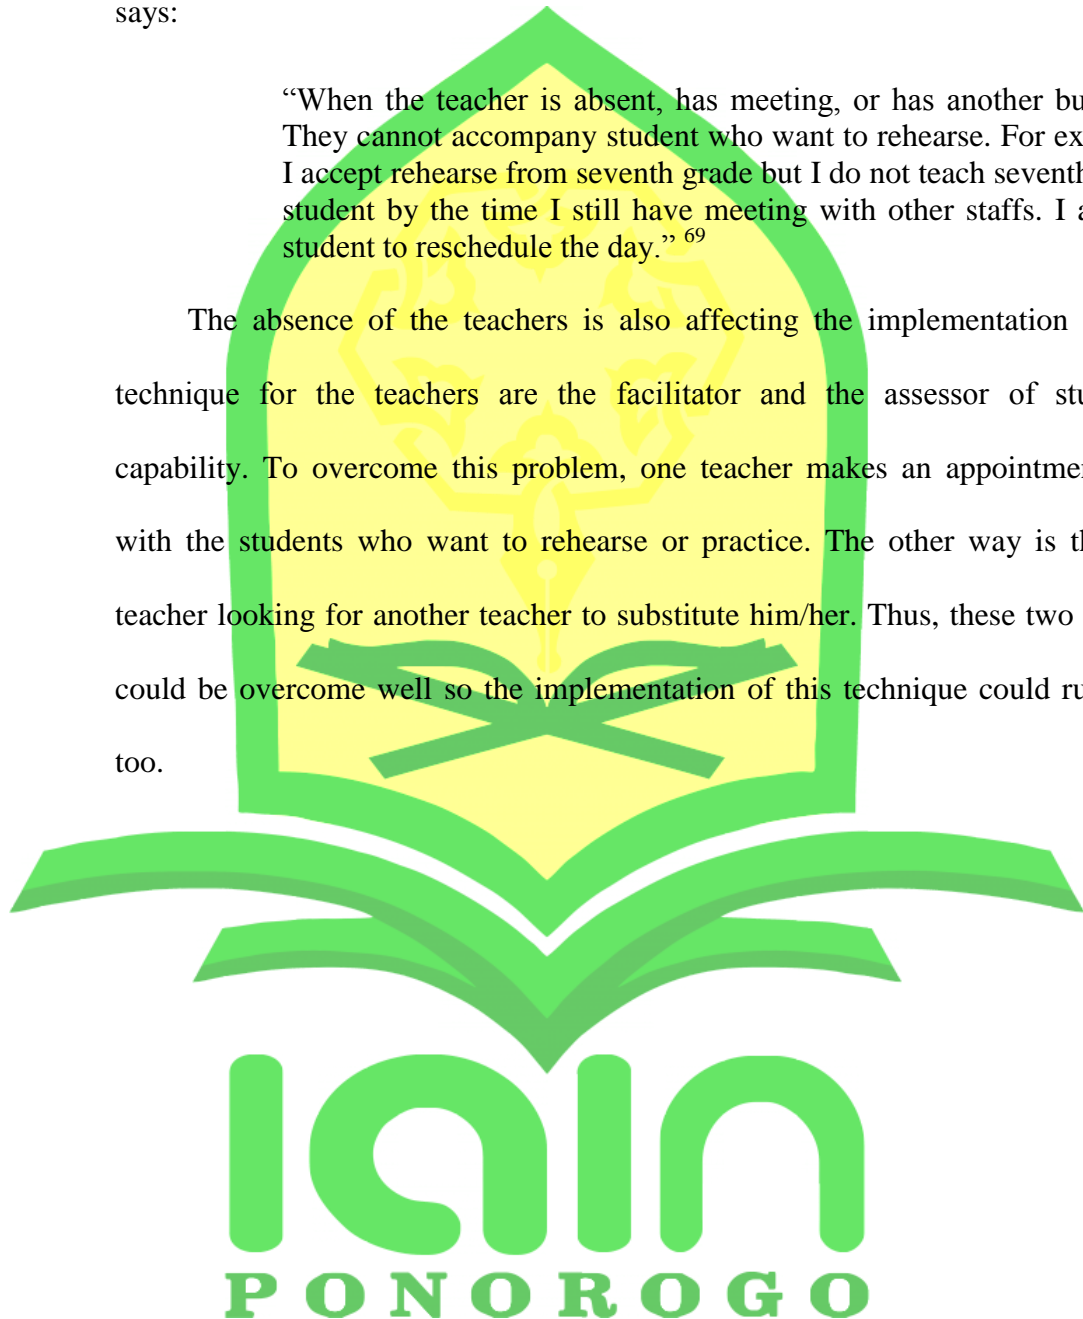 says:
“When the teacher is absent, has meeting, or has another bu
They cannot accompany student who want to rehearse. For ex
I accept rehearse from seventh grade but I do not teach seventh
student by the time I still have meeting with other staffs. I a
student to reschedule the day.” 69
The absence of the teachers is also affecting the implementation
technique for the teachers are the facilitator and the assessor of stu
capability. To overcome this problem, one teacher makes an appointmen
with the students who want to rehearse or practice. The other way is th
teacher looking for another teacher to substitute him/her. Thus, these two
could be overcome well so the implementation of this technique could ru
too.
IAIN
PONOROGO